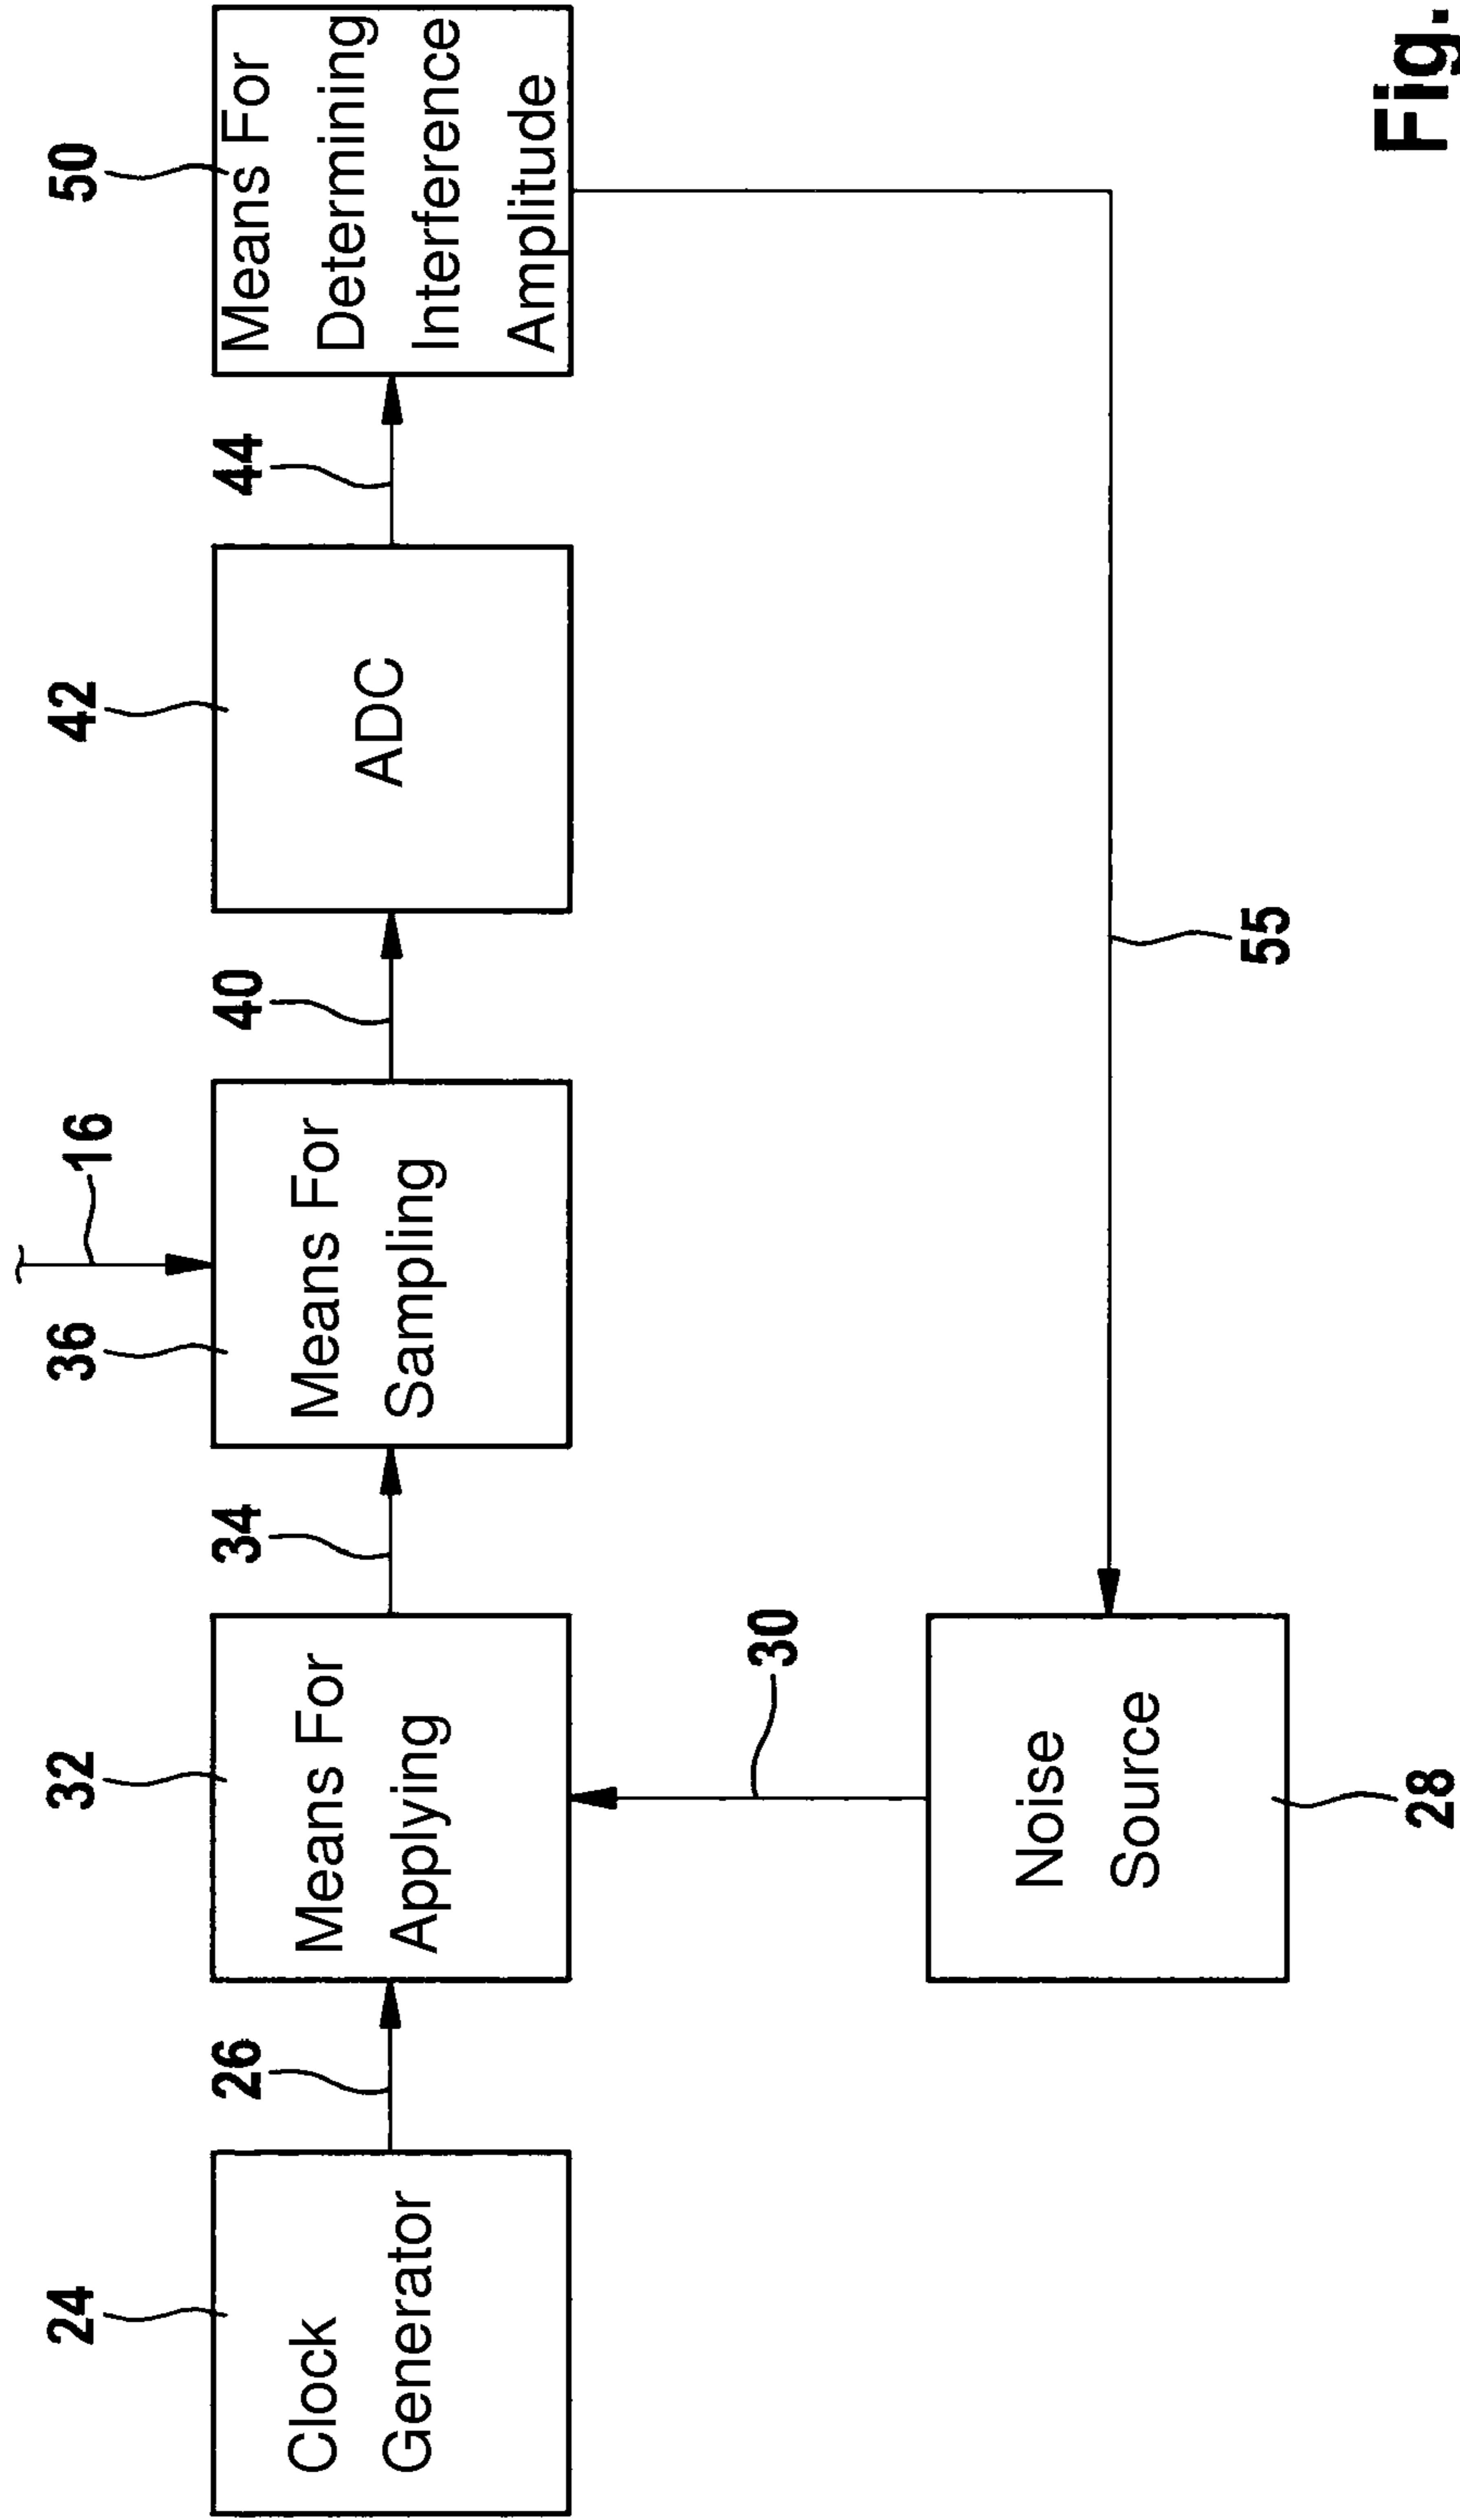 24
Clock
Generator
26
32
Means For
Applying
34
36
16
Means For
Sampling
40
42
ADC
44
50
Means For
Determining
Interference
Amplitude
30
Noise
Source
28
55
Fig.